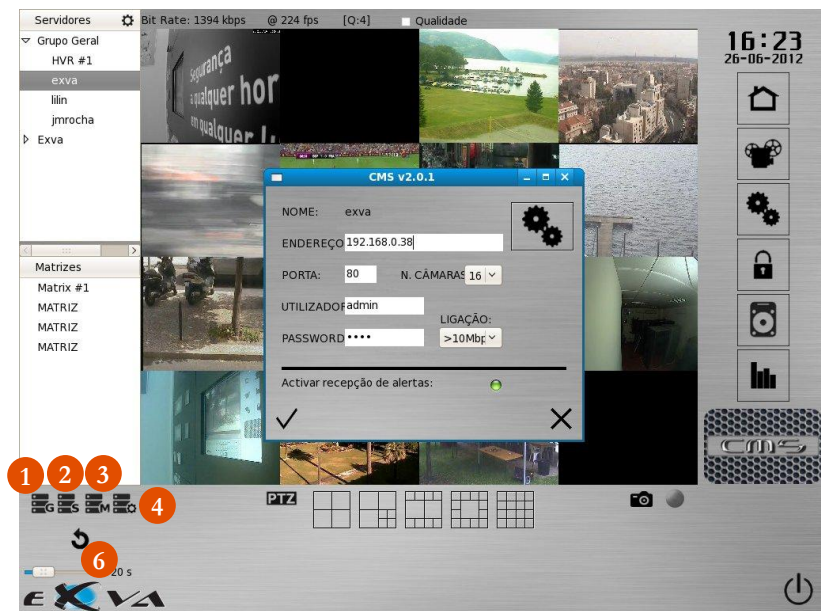 Servidores
Bit Rate: 1394 kbps @ 224 fps [Q:4] Qualidade
16:23
26-06-2012
Grupo Geral
HVR #1
exva
lilin
jmrocha
Exva
segurança
a qualquer hor
em qualquer l
CMS v2.0.1
NOME: exva
ENDEREÇO 192.168.0.38
PORTA: 80 N. CÂMARAS 16
UTILIZADOR admin
LIGAÇÃO:
PASSWORD •••• >10Mbp
Activar recepção de alertas:
Matrizes
Matrix #1
MATRIZ
MATRIZ
MATRIZ
cms
1 2 3 4
G S M
PTZ
6
20 s
eXVA